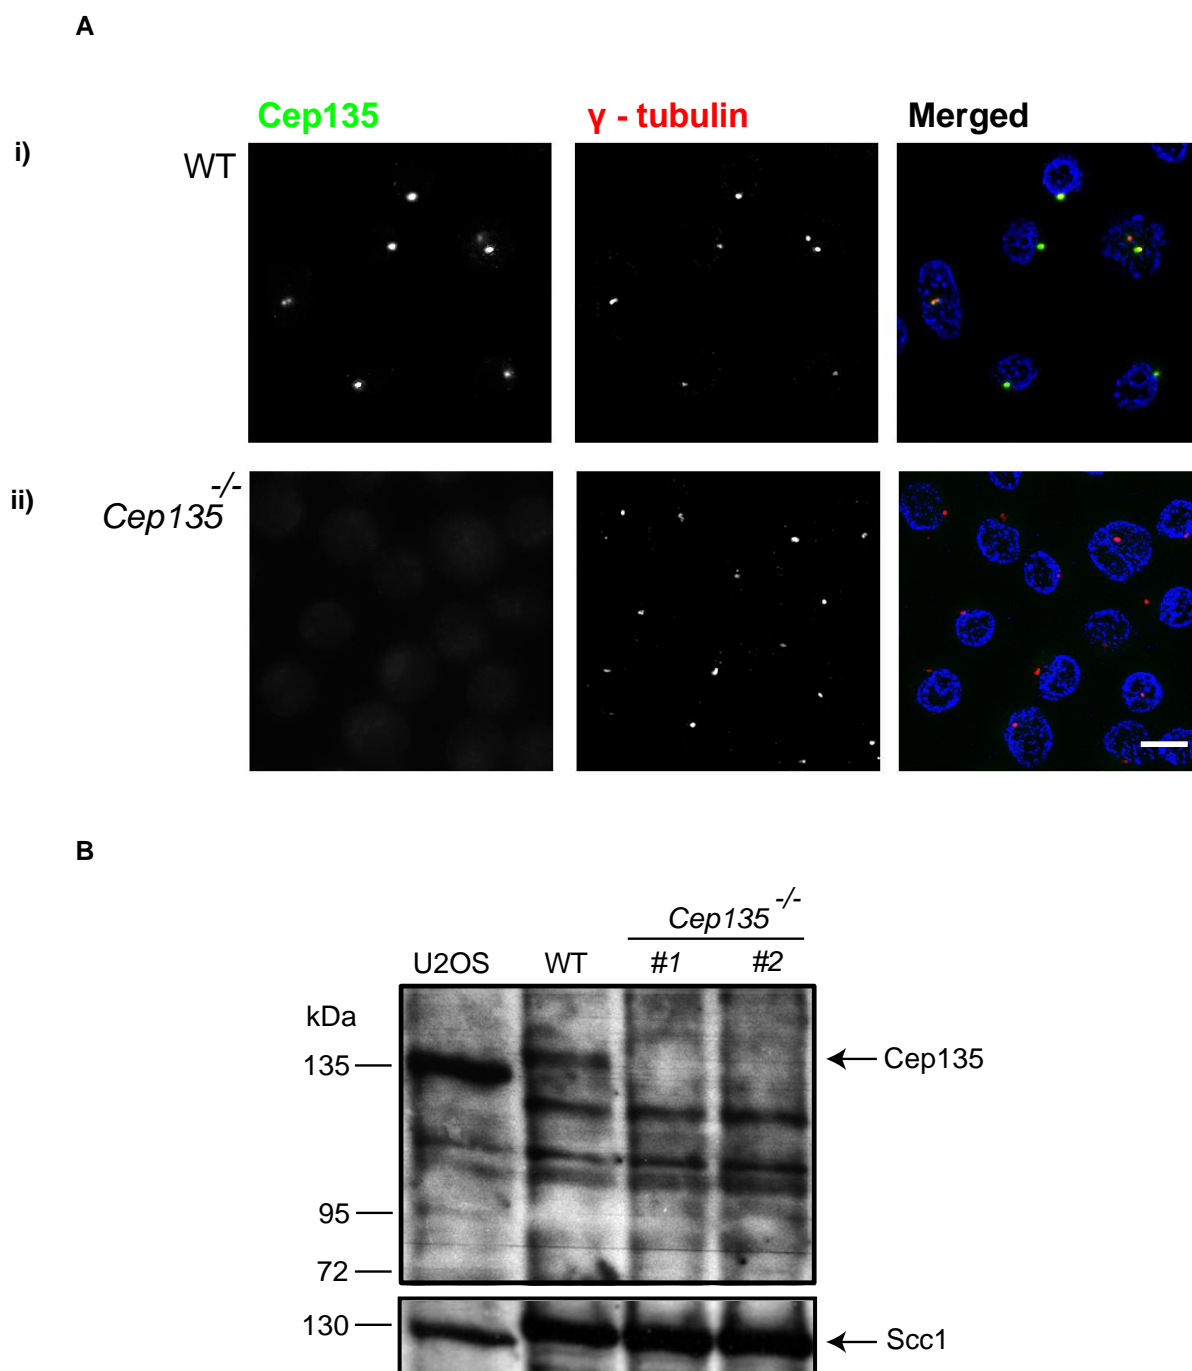 A
Cep135 γ - tubulin Merged
i) WT
ii) Cep135 -/-
B
Cep135 -/-
U2OS WT #1 #2
kDa
135 Cep135
95
72
130 Scc1